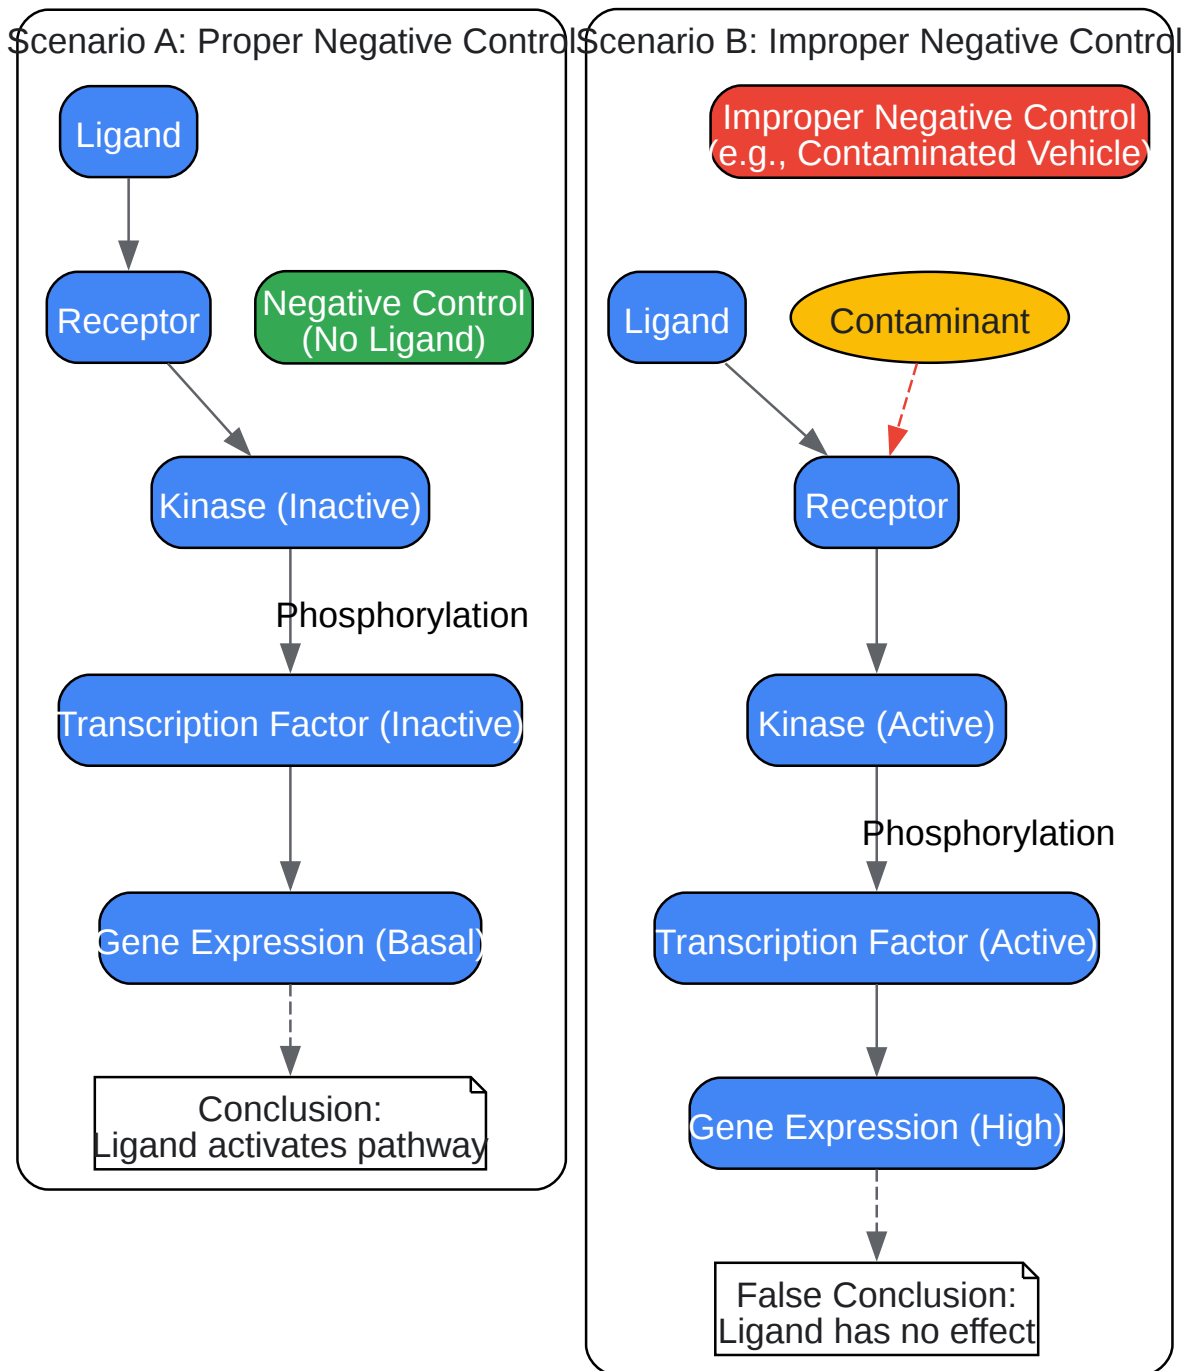 Scenario A: Proper Negative Control
Ligand
Receptor
Negative Control
(No Ligand)
Kinase (Inactive)
Phosphorylation
Transcription Factor (Inactive)
Gene Expression (Basal)
Conclusion:
Ligand activates pathway
Scenario B: Improper Negative Control
Improper Negative Control
(e.g., Contaminated Vehicle)
Ligand
Contaminant
Receptor
Kinase (Active)
Phosphorylation
Transcription Factor (Active)
Gene Expression (High)
False Conclusion:
Ligand has no effect